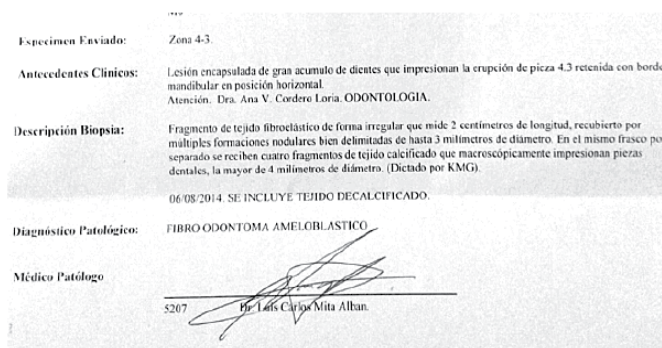 Espécimen Enviado: Zona 4-3.
Antecedentes Clínicos: Lesión encapsulada de gran acumulo de dientes que impresionan la erupción de pieza 4.3 retenida con borde
mandibular en posición horizontal.
Atención. Dra. Ana V. Cordero Loria. ODONTOLOGIA.
Descripción Biopsia: Fragmento de tejido fibroelástico de forma irregular que mide 2 centímetros de longitud, recubierto por
múltiples formaciones nodulares bien delimitadas de hasta 3 milímetros de diámetro. En el mismo frasco po
separado se reciben cuatro fragmentos de tejido calcificado que macroscópicamente impresionan piezas
dentales, la mayor de 4 milímetros de diámetro. (Dictado por KMG).
06/08/2014. SE INCLUYE TEJIDO DECALCIFICADO.
Diagnóstico Patológico: FIBRO ODONTOMA AMELOBLASTICO
Médico Patólogo
5207 Dr. Luis Carlos Mita Alban.